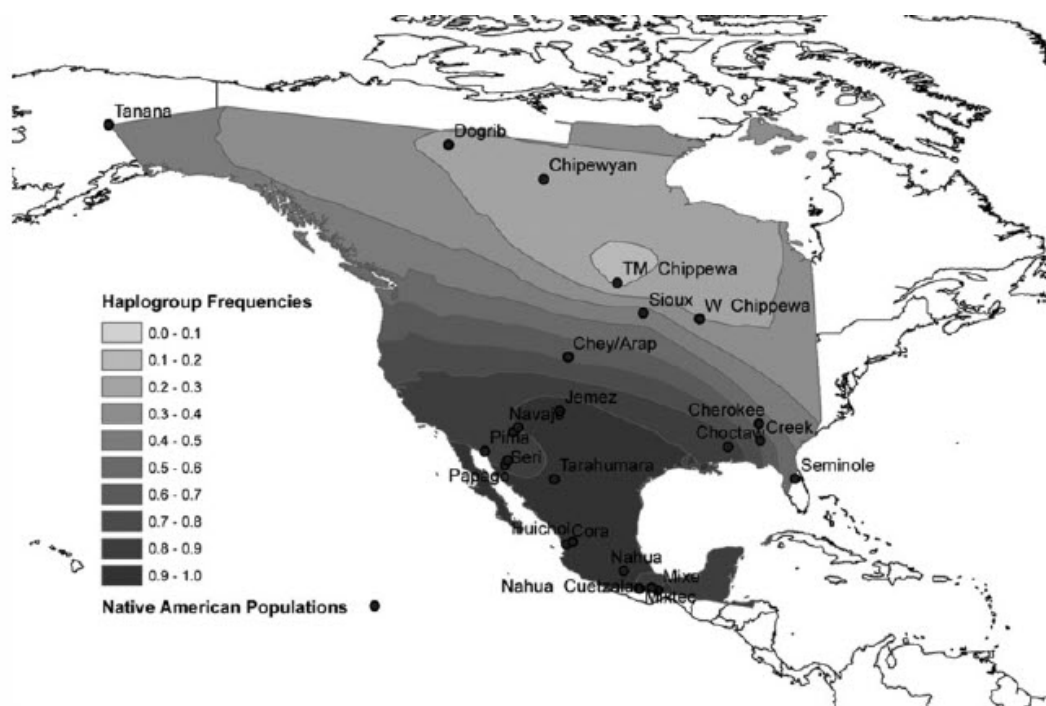 Tanana
Dogrib
Chipewyan
TM Chippewa
Sioux
W Chippewa
Haplogroup Frequencies
0.0 - 0.1
0.1 - 0.2
0.2 - 0.3
0.3 - 0.4
0.4 - 0.5
0.5 - 0.6
0.6 - 0.7
0.7 - 0.8
0.8 - 0.9
0.9 - 1.0
Native American Populations
Chey/Arap
Jemez
Navajo
Cherokee
Creek
Choctaw
Pima
Seri
Papago
Tarahumara
Seminole
Huichol
Cora
Nahua
Nahua Cuetzalan
Mixe
Mixtec